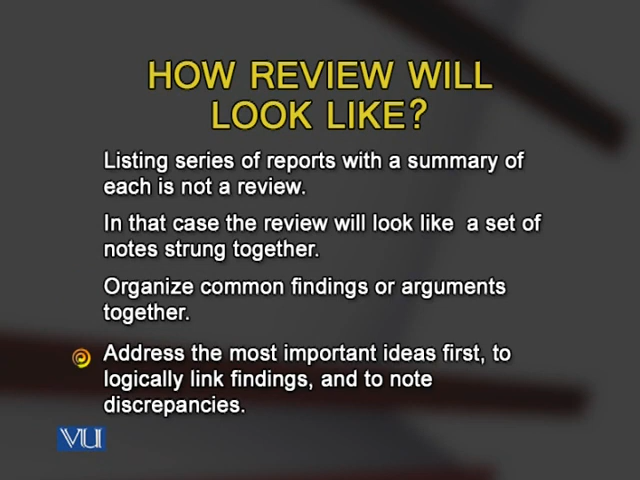 HOW REVIEW WILL
LOOK LIKE?
Listing series of reports with a summary of
each is not a review.
In that case the review will look like  a set of
notes strung together.
Organize common findings or arguments
together.
Address the most important ideas first, to
logically link findings, and to note
discrepancies.
VU